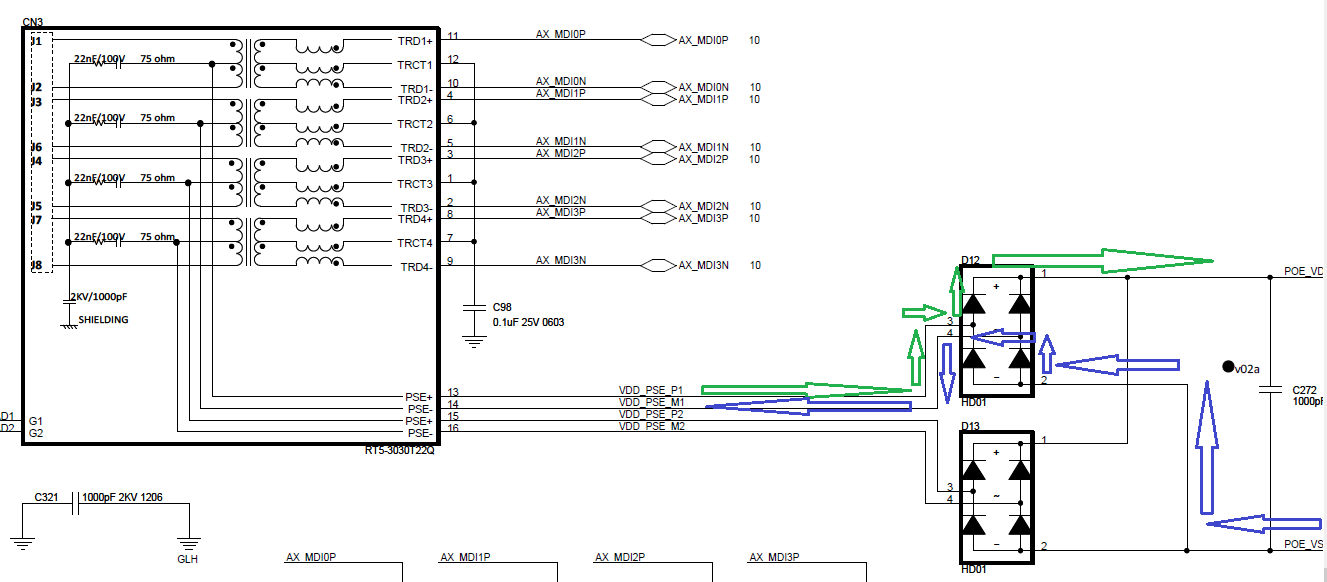 CN3
J1 TRD1+ 11 AX_MDI0P AX_MDI0P 10
22nF/100V 75 ohm TRCT1 12
J2 TRD1- 10 AX_MDI0N AX_MDI0N 10
J3 TRD2+ 4 AX_MDI1P AX_MDI1P 10
22nF/100V 75 ohm TRCT2 6
J6 TRD2- 5 AX_MDI1N AX_MDI1N 10
J4 TRD3+ 3 AX_MDI2P AX_MDI2P 10
22nF/100V 75 ohm TRCT3 1
J5 TRD3- 2 AX_MDI2N AX_MDI2N 10
J7 TRD4+ 8 AX_MDI3P AX_MDI3P 10
22nF/100V 75 ohm TRCT4 7
J8 TRD4- 9 AX_MDI3N AX_MDI3N 10
2KV/1000pF
SHIELDING
C98
0.1uF 25V 0603
D12
1 POE_VD
+
3
4
~
- 2
HD01
v02a
C272
1000pF
PSE+ 13 VDD_PSE_P1
PSE- 14 VDD_PSE_M1
PSE+ 15 VDD_PSE_P2
PSE- 16 VDD_PSE_M2
D1 G1
D2 G2
RT5-3030T22Q
D13
1
+
3
4
~
- 2 POE_VS
HD01
C321 1000pF 2KV 1206
GLH
AX_MDI0P AX_MDI1P AX_MDI2P AX_MDI3P